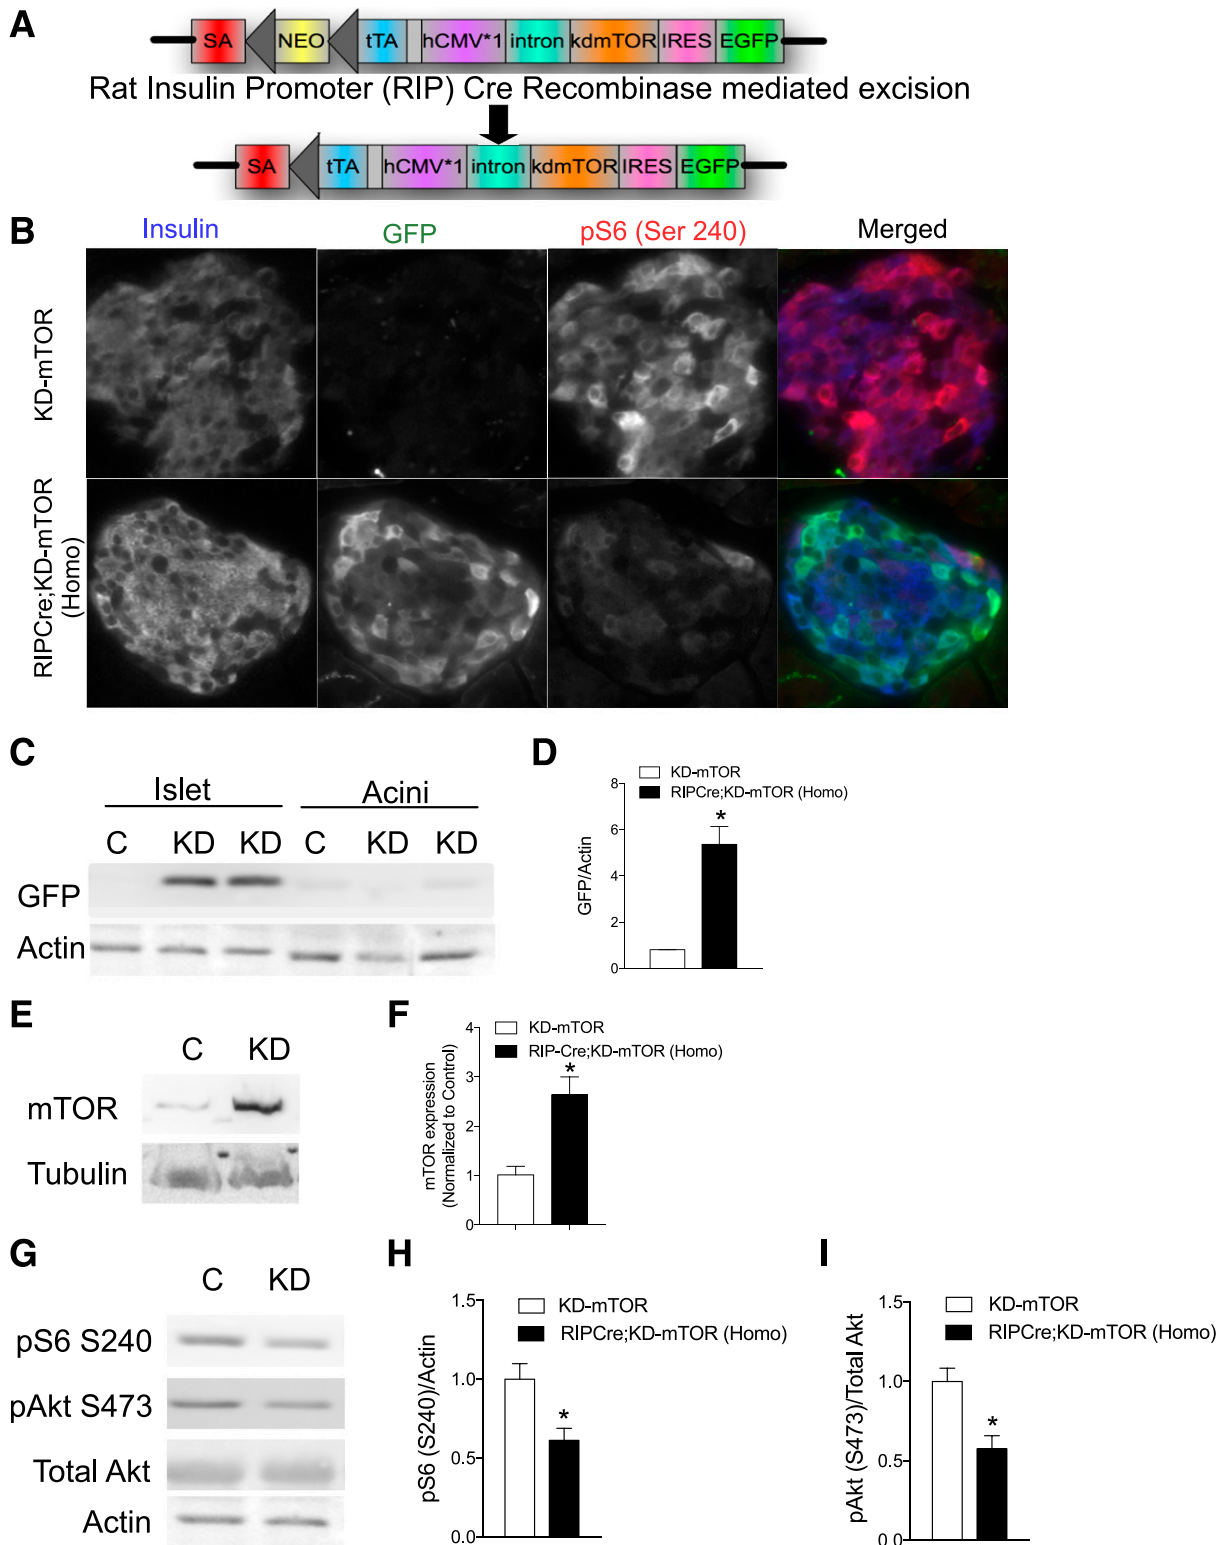 A
SA NEO tTA hCMV*1 intron kdmTOR IRES EGFP
Rat Insulin Promoter (RIP) Cre Recombinase mediated excision
SA tTA hCMV*1 intron kdmTOR IRES EGFP
B
Insulin GFP pS6 (Ser 240) Merged
KD-mTOR
RIPCre;KD-mTOR
(Homo)
C
Islet Acini
C KD KD C KD KD
GFP
Actin
D
KD-mTOR
RIPCre;KD-mTOR (Homo)
GFP/Actin
8
6
4
2
0
*
E
C KD
mTOR
Tubulin
F
KD-mTOR
RIP-Cre;KD-mTOR (Homo)
mTOR expression
(Normalized to Control)
4
3
2
1
0
*
G
C KD
pS6 S240
pAkt S473
Total Akt
Actin
H
KD-mTOR
RIPCre;KD-mTOR (Homo)
pS6 (S240)/Actin
1.5
1.0
0.5
0.0
*
I
KD-mTOR
RIPCre;KD-mTOR (Homo)
pAkt (S473)/Total Akt
1.5
1.0
0.5
0.0
*